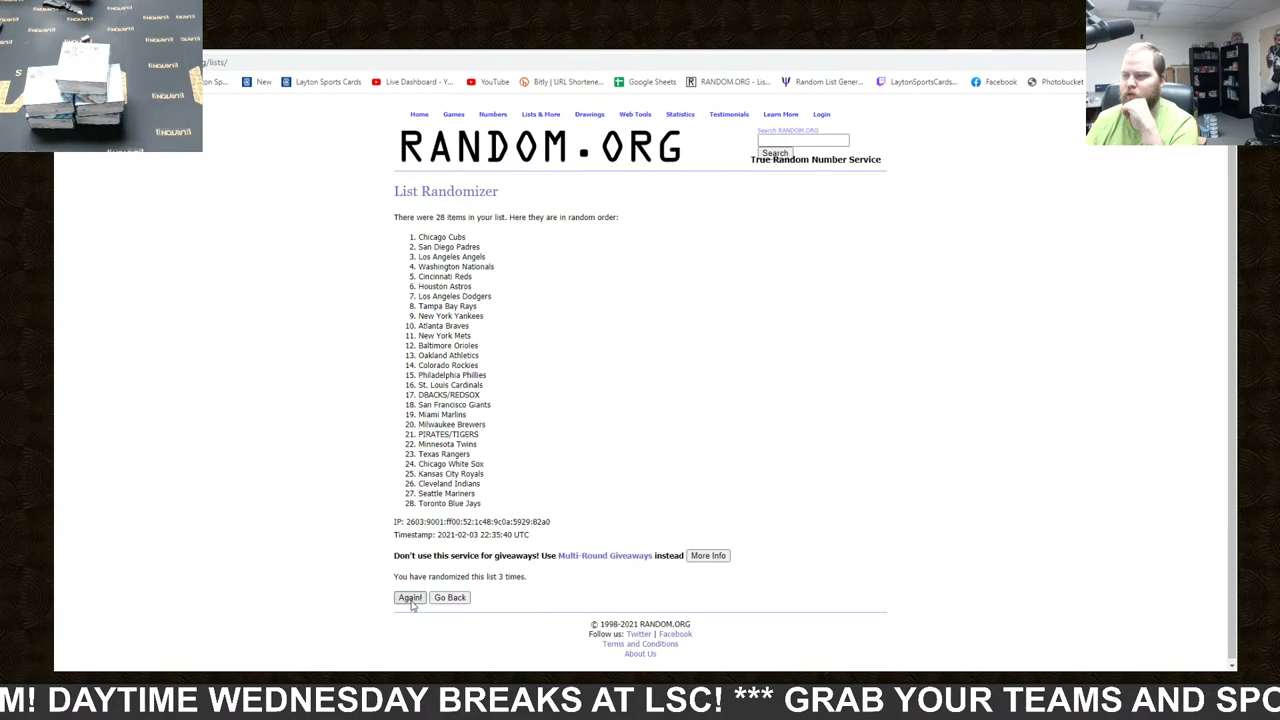 g/lists/
on Sp...
New
Layton Sports Cards
Live Dashboard - Y...
YouTube
Bitly | URL Shortene...
Google Sheets
RANDOM.ORG - Lis...
Random List Gener...
LaytonSportsCards...
Facebook
Photobucket
Home Games Numbers Lists & More Drawings Web Tools Statistics Testimonials Learn More Login
RANDOM.ORG
Search RANDOM.ORG
Search
True Random Number Service
List Randomizer
There were 28 items in your list. Here they are in random order:
1. Chicago Cubs
2. San Diego Padres
3. Los Angeles Angels
4. Washington Nationals
5. Cincinnati Reds
6. Houston Astros
7. Los Angeles Dodgers
8. Tampa Bay Rays
9. New York Yankees
10. Atlanta Braves
11. New York Mets
12. Baltimore Orioles
13. Oakland Athletics
14. Colorado Rockies
15. Philadelphia Phillies
16. St. Louis Cardinals
17. DBACKS/REDSOX
18. San Francisco Giants
19. Miami Marlins
20. Milwaukee Brewers
21. PIRATES/TIGERS
22. Minnesota Twins
23. Texas Rangers
24. Chicago White Sox
25. Kansas City Royals
26. Cleveland Indians
27. Seattle Mariners
28. Toronto Blue Jays
IP: 2603:9001:ff00:52:1c48:9c0a:5929:82a0
Timestamp: 2021-02-03 22:35:40 UTC
Don't use this service for giveaways! Use Multi-Round Giveaways instead More Info
You have randomized this list 3 times.
Again! Go Back
© 1998-2021 RANDOM.ORG
Follow us: Twitter | Facebook
Terms and Conditions
About Us
M! DAYTIME WEDNESDAY BREAKS AT LSC! *** GRAB YOUR TEAMS AND SPO